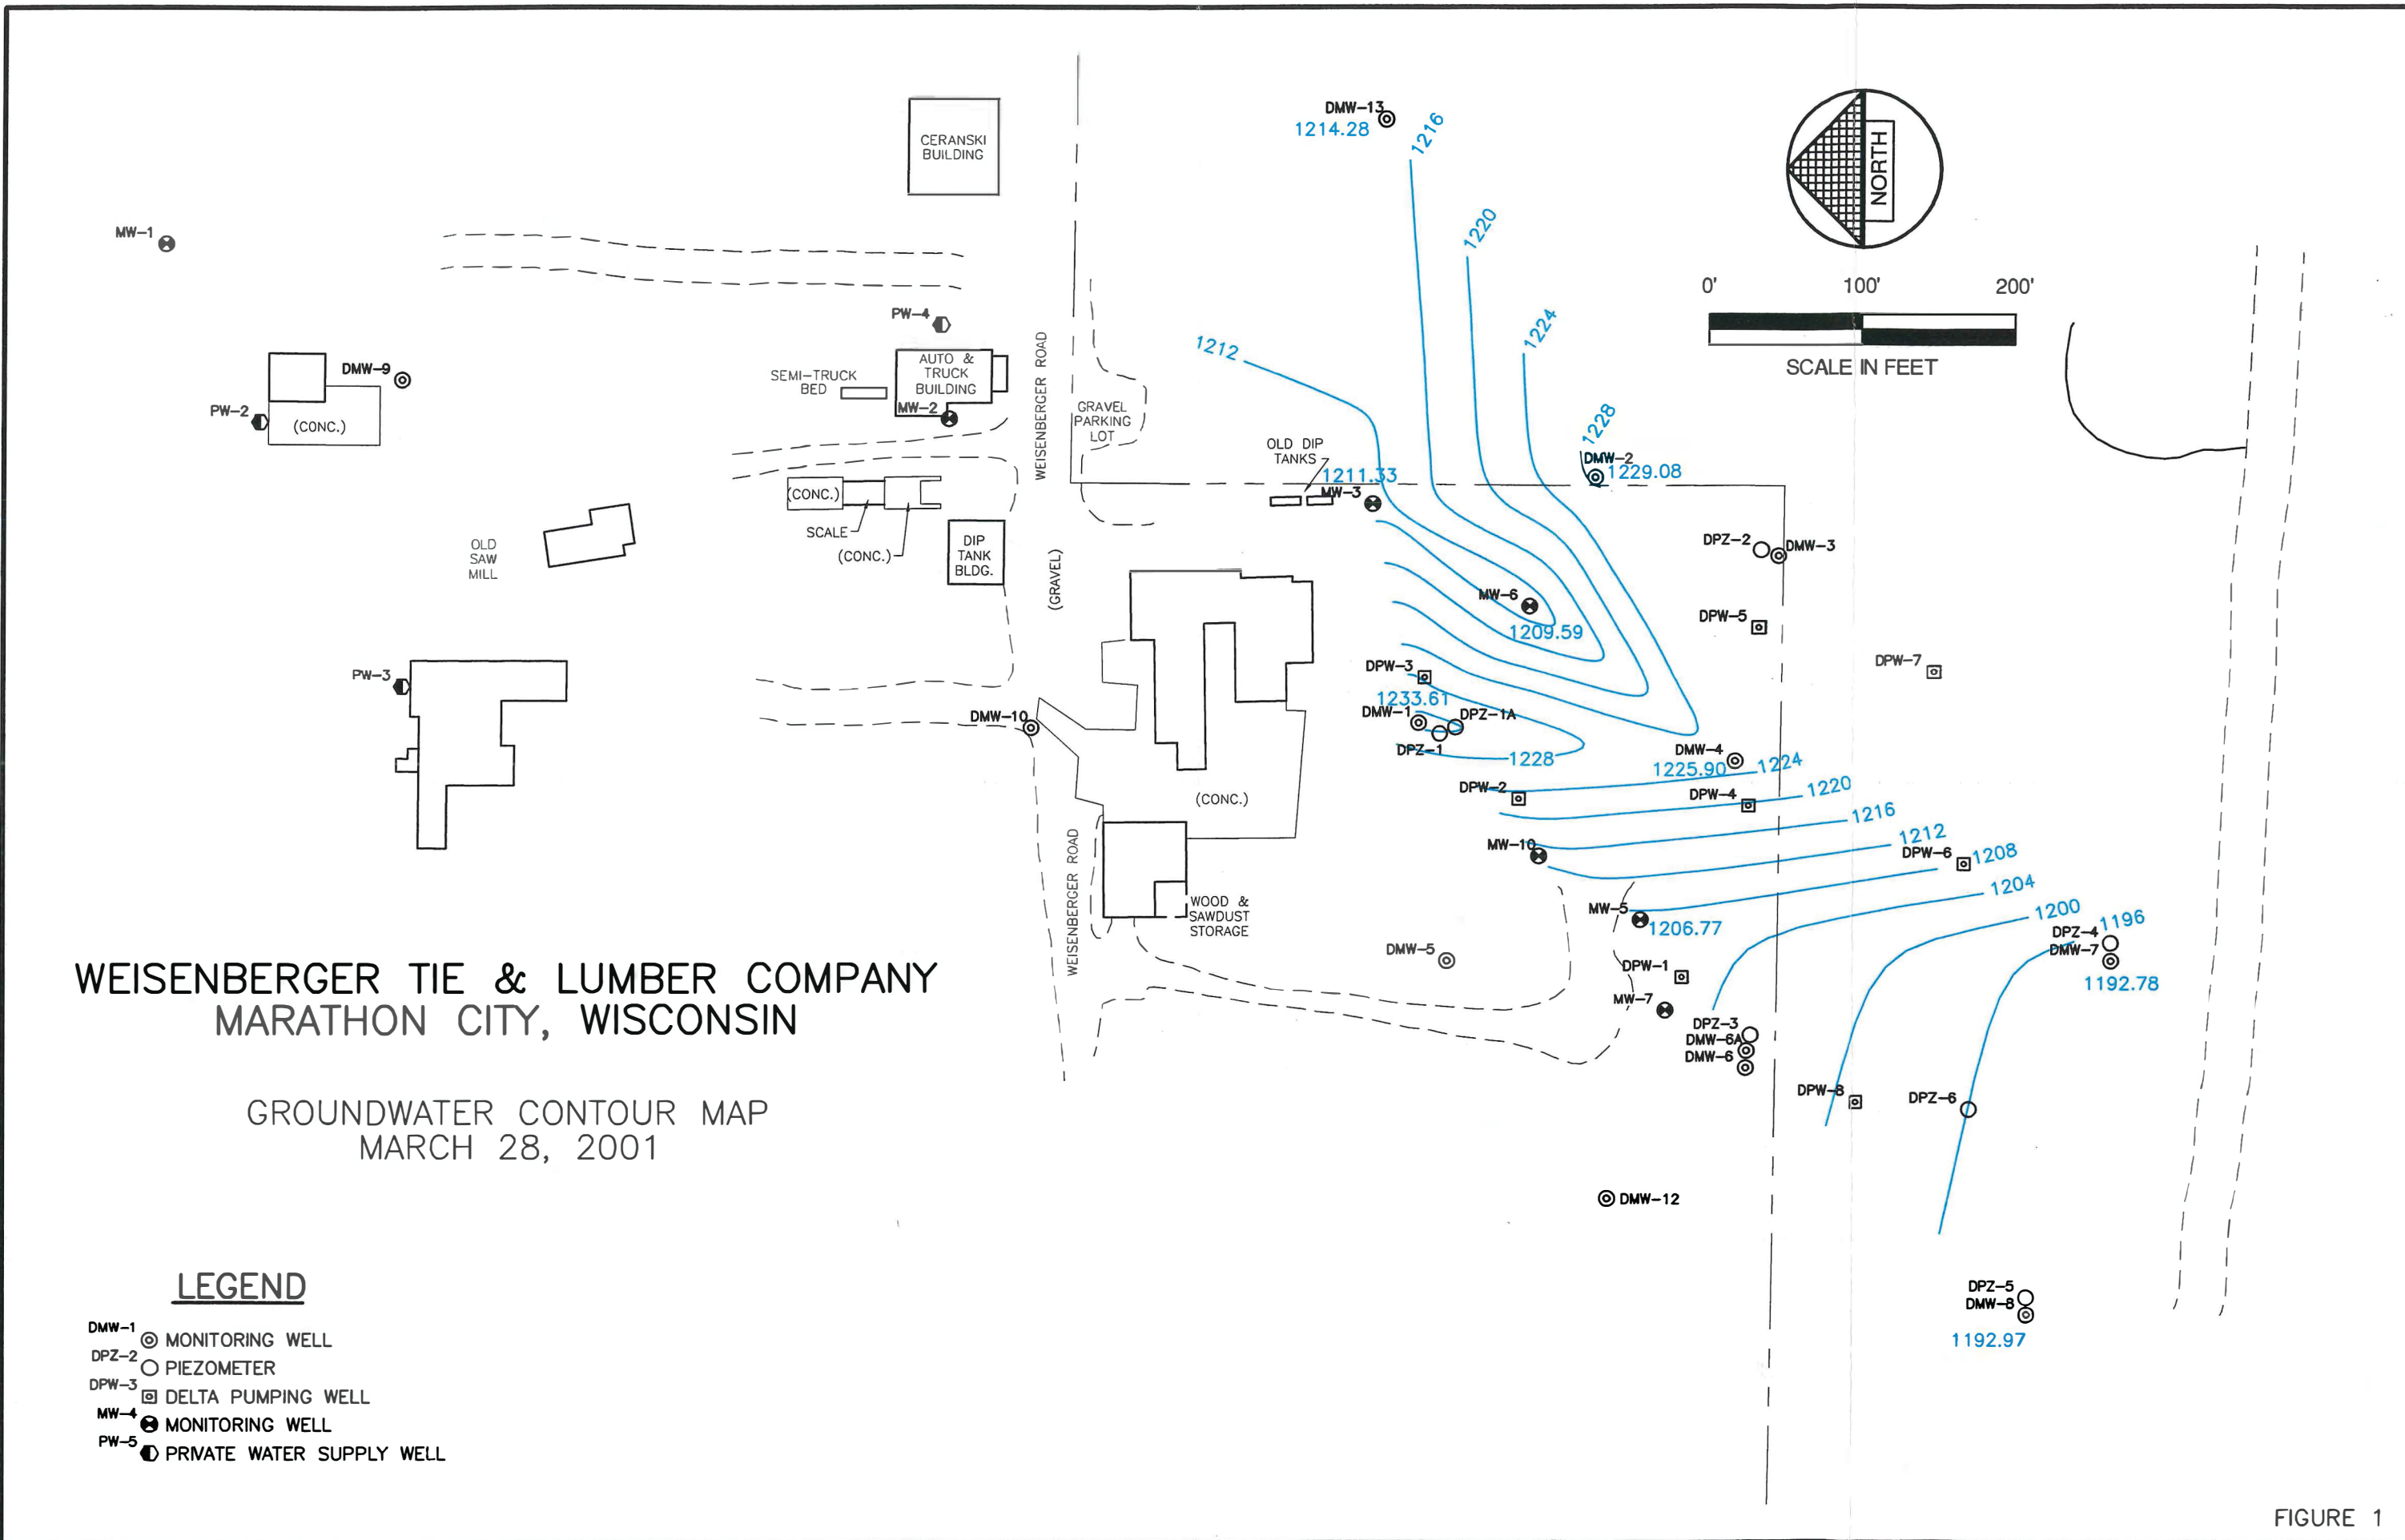 DMW-13
1214.28
1216
CERANSKI
BUILDING
NORTH
1220
MW-1
0' 100' 200'
SCALE IN FEET
1224
PW-4
1212
WEISENBERGER ROAD
AUTO &
TRUCK
BUILDING
SEMI-TRUCK
BED
MW-2
DMW-9
PW-2
(CONC.)
GRAVEL
PARKING
LOT
1228
DMW-2
1229.08
OLD DIP
TANKS
1211.33
MW-3
(CONC.)
SCALE
(CONC.)
OLD
SAW
MILL
DIP
TANK
BLDG.
(GRAVEL)
DPZ-2
DMW-3
MW-6
1209.59
DPW-5
DPW-7
DPW-3
1233.61
PW-3
DMW-10
DMW-1
DPZ-1A
DPZ-1
1228
DMW-4
1225.90
1224
DPW-2
DPW-4
1220
(CONC.)
1216
MW-10
1212
DPW-6
1208
WEISENBERGER ROAD
1204
WOOD &
SAWDUST
STORAGE
MW-5
1206.77
1200
1196
DPZ-4
DMW-7
1192.78
DMW-5
DPW-1
MW-7
DPZ-3
DMW-6A
DMW-6
DPW-8
DPZ-6
WEISENBERGER TIE & LUMBER COMPANY
MARATHON CITY, WISCONSIN
GROUNDWATER CONTOUR MAP
MARCH 28, 2001
DMW-12
DPZ-5
DMW-8
1192.97
LEGEND
DMW-1 MONITORING WELL
DPZ-2 PIEZOMETER
DPW-3 DELTA PUMPING WELL
MW-4 MONITORING WELL
PW-5 PRIVATE WATER SUPPLY WELL
FIGURE 1